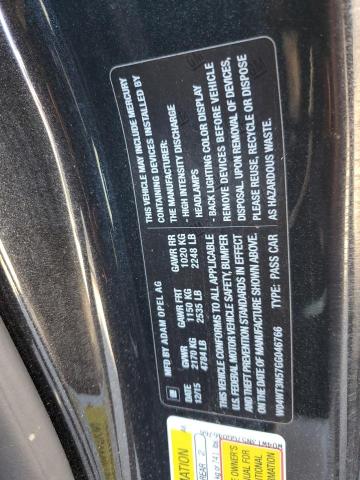 THIS VEHICLE MAY INCLUDE MERCURY
CONTAINING DEVICES INSTALLED BY
THE MANUFACTURER:
- HIGH INTENSITY DISCHARGE
HEADLAMPS
- BACK LIGHTING COLOR DISPLAY
REMOVE DEVICES BEFORE VEHICLE
DISPOSAL. UPON REMOVAL OF DEVICES,
PLEASE REUSE, RECYCLE OR DISPOSE
AS HAZARDOUS WASTE.
GM
MFD BY ADAM OPEL AG
12/15 GVWR GAWR FRT GAWR RR
2170 KG 1150 KG 1020 KG
4784 LB 2535 LB 2248 LB
THIS VEHICLE CONFORMS TO ALL APPLICABLE
U.S. FEDERAL MOTOR VEHICLE SAFETY, BUMPER
AND THEFT PREVENTION STANDARDS IN EFFECT
ON THE DATE OF MANUFACTURE SHOWN ABOVE.
W04WT3N57GG046766 TYPE: PASS CAR
REAR 2